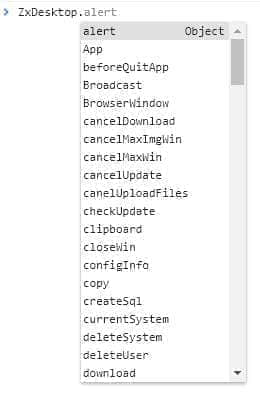 > ZxDesktop.alert
alert Object
App
beforeQuitApp
Broadcast
BrowserWindow
cancelDownload
cancelMaxImgWin
cancelMaxWin
cancelUpdate
canelUploadFiles
checkUpdate
clipboard
closeWin
configInfo
copy
createSql
currentSystem
deleteSystem
deleteUser
download